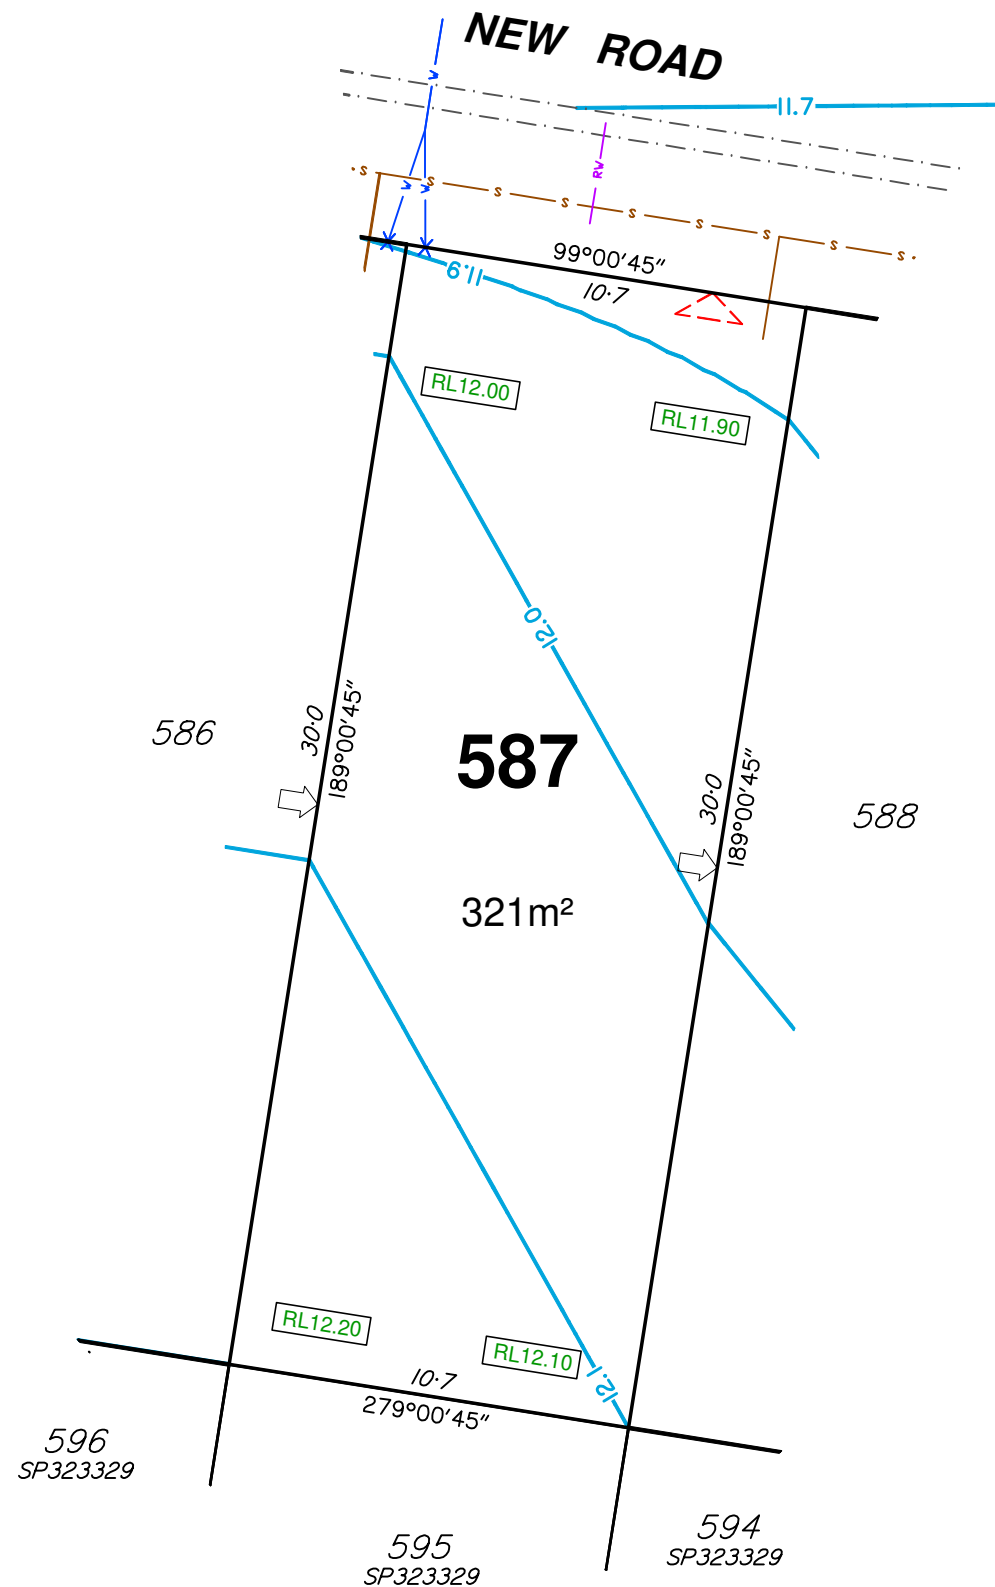 NEW ROAD
V
11.7
RW
S S S S S S S S S
V V
99°00'45"
11.9
10·7
RL12.00
RL11.90
12.0
30·0
189°00'45"
586
587
30·0
189°00'45"
588
321m²
RL12.20
RL12.10
12.1
10·7
279°00'45"
596
SP323329
594
SP323329
595
SP323329